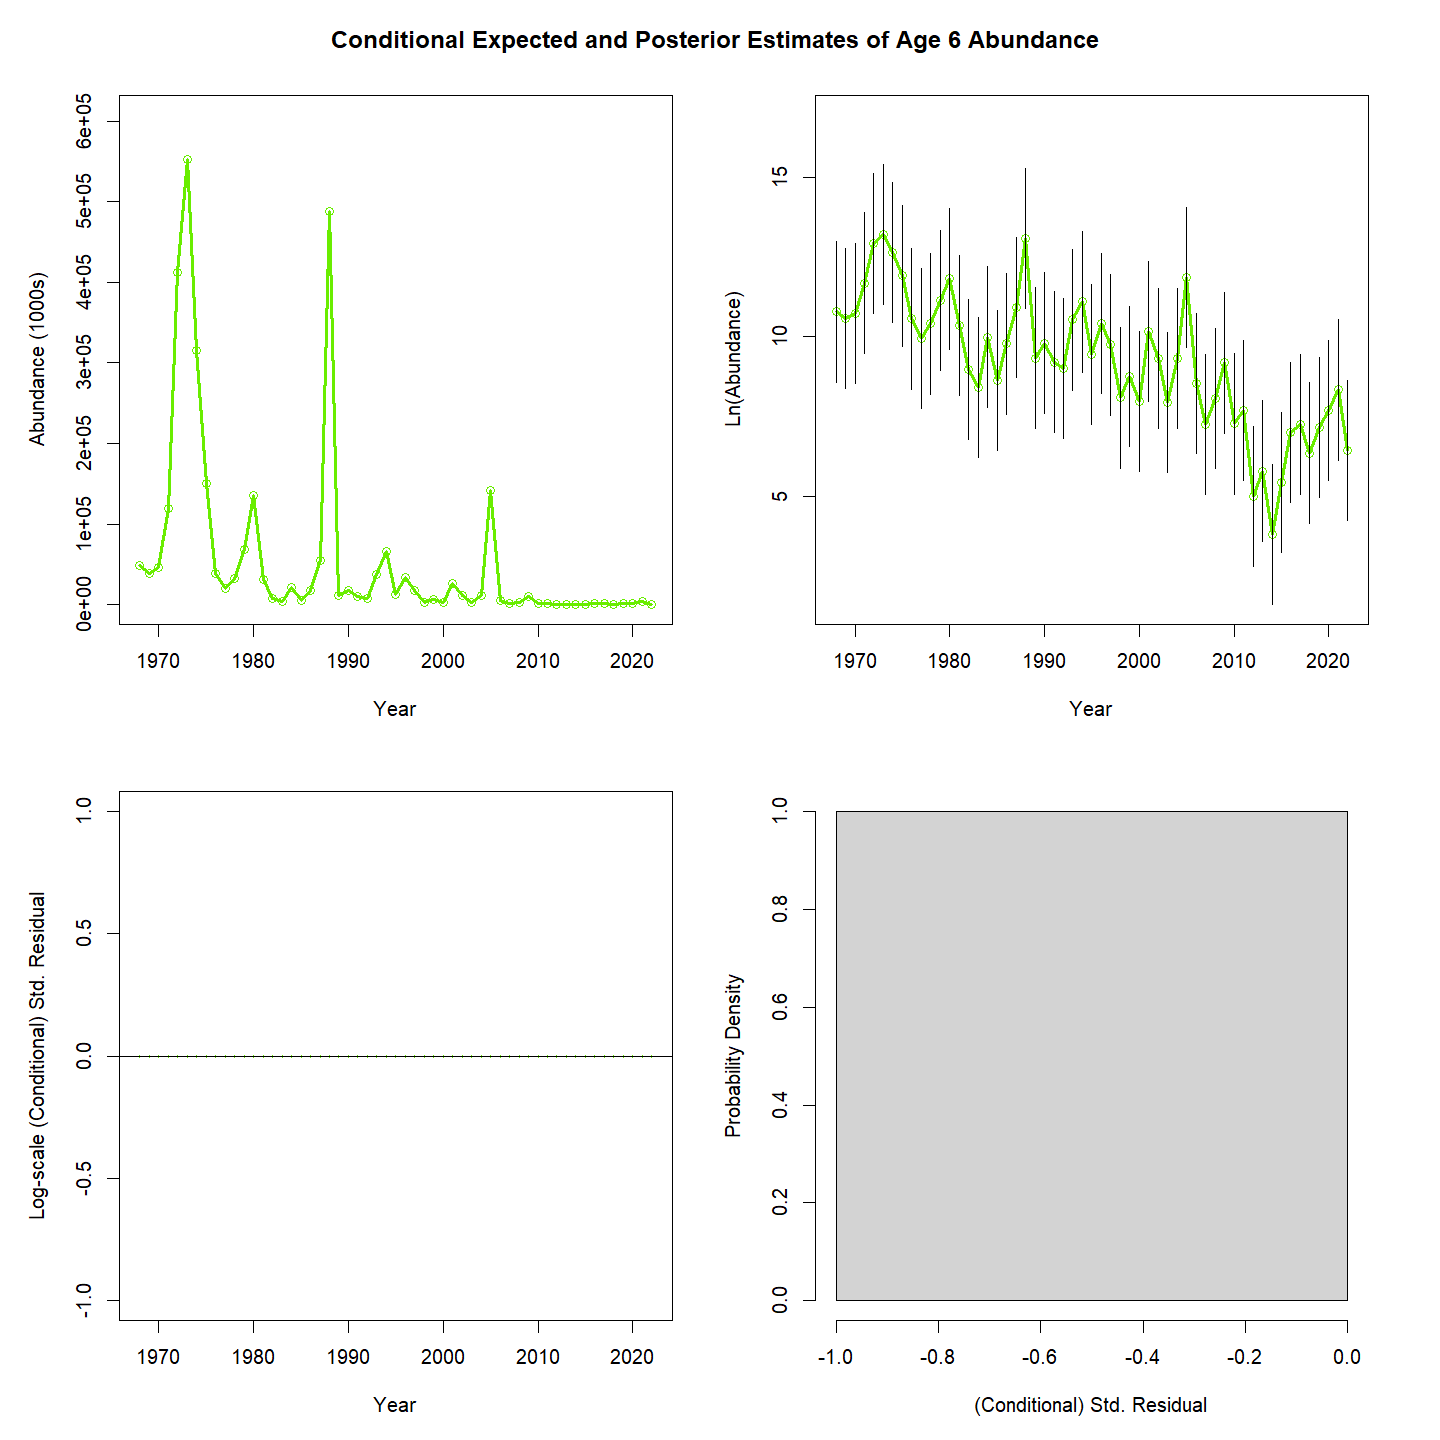 Conditional Expected and Posterior Estimates of Age 6 Abundance
Abundance (1000s)
6e+05
5e+05
4e+05
3e+05
2e+05
1e+05
0e+00
1970 1980 1990 2000 2010 2020
Year
Ln(Abundance)
15
10
5
1970 1980 1990 2000 2010 2020
Year
Log-scale (Conditional) Std. Residual
1.0
0.5
0.0
-0.5
-1.0
1970 1980 1990 2000 2010 2020
Year
Probability Density
1.0
0.8
0.6
0.4
0.2
0.0
-1.0 -0.8 -0.6 -0.4 -0.2 0.0
(Conditional) Std. Residual